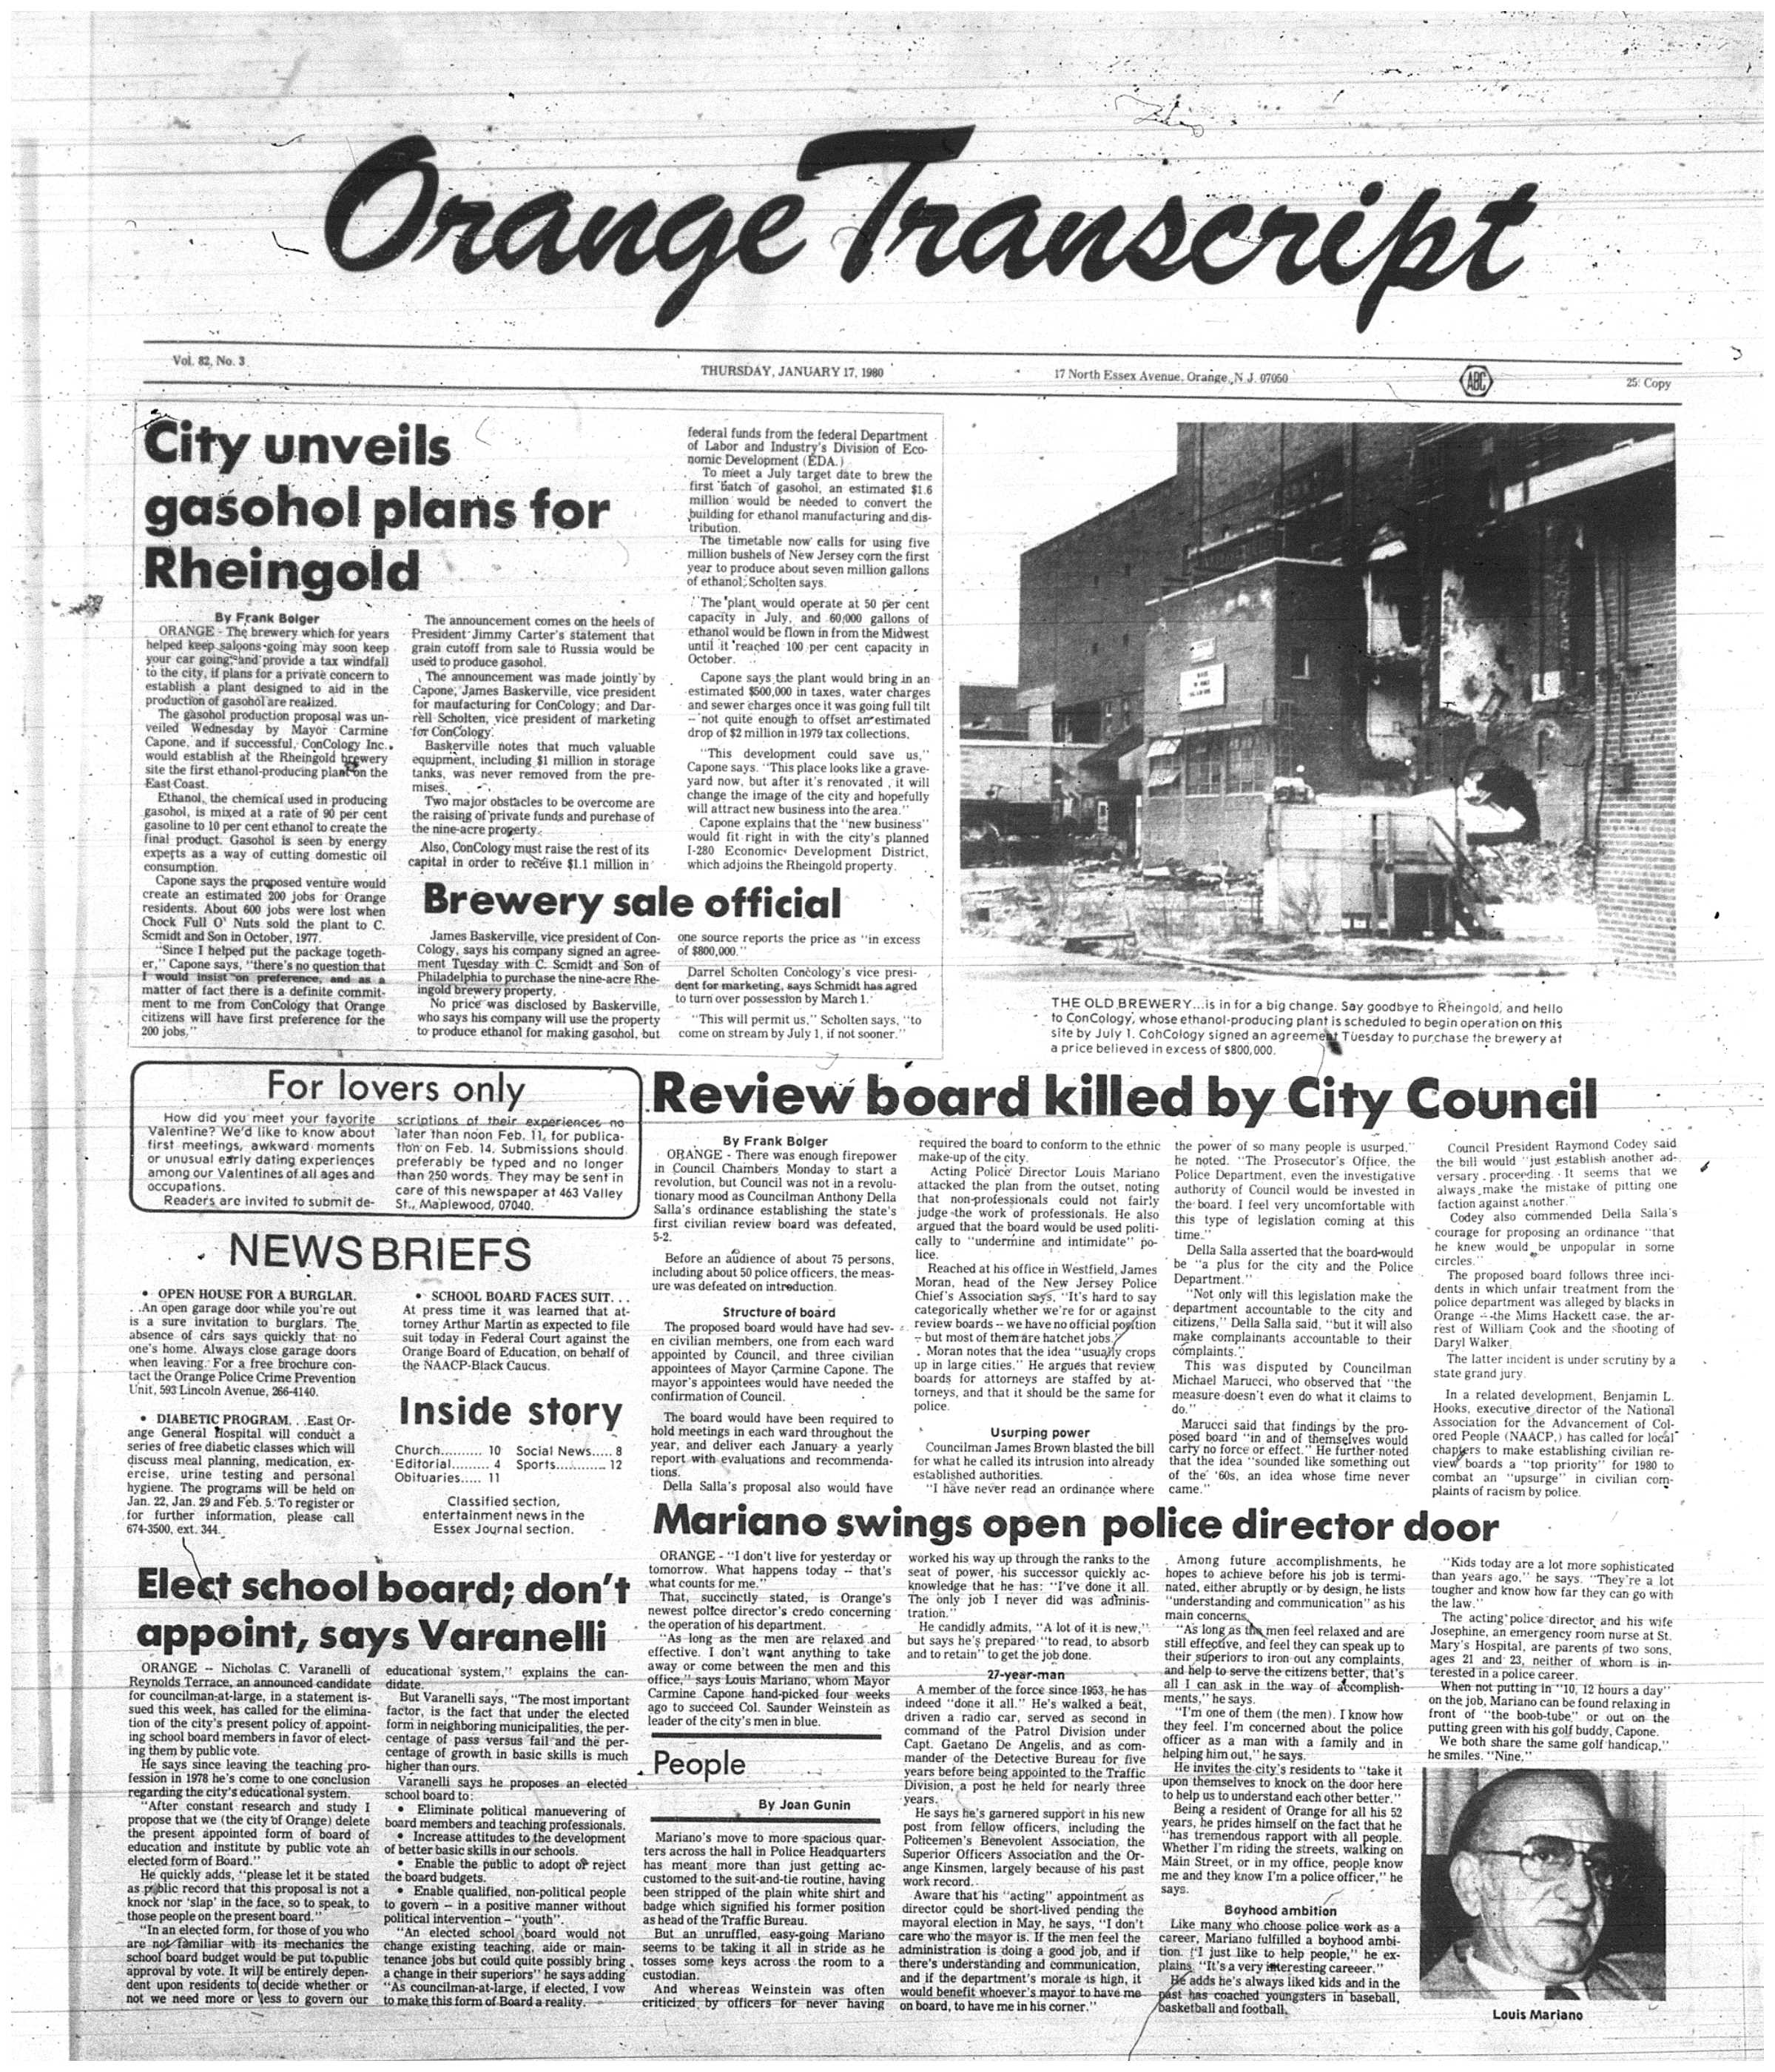 Orange Transcript
Vol. 82, No. 3
THURSDAY, JANUARY 17, 1980
17 North Essex Avenue, Orange, N.J. 07050
ABC
25¢ Copy
City unveils
gasohol plans for
Rheingold
By Frank Bolger
ORANGE - The brewery which for years
helped keep saloons going may soon keep
your car going, and provide a tax windfall
to the city, if plans for a private concern to
establish a plant designed to aid in the
production of gasohol are realized.
The gasohol production proposal was un-
veiled Wednesday by Mayor Carmine
Capone, and if successful, ConCology Inc.,
would establish at the Rheingold brewery
site the first ethanol-producing plant on the
East Coast.
Ethanol, the chemical used in producing
gasohol, is mixed at a rate of 90 per cent
gasoline to 10 per cent ethanol to create the
final product. Gasohol is seen by energy
experts as a way of cutting domestic oil
consumption.
Capone says the proposed venture would
create an estimated 200 jobs for Orange
residents. About 600 jobs were lost when
Chock Full O' Nuts sold the plant to C.
Scmidt and Son in October, 1977.
"Since I helped put the package togeth-
er," Capone says, "there's no question that
I would insist on preference, and as a
matter of fact there is a definite commit-
ment to me from ConCology that Orange
citizens will have first preference for the
200 jobs."
The announcement comes on the heels of
President Jimmy Carter's statement that
grain cutoff from sale to Russia would be
used to produce gasohol.
The announcement was made jointly by
Capone, James Baskerville, vice president
for maufacturing for ConCology; and Dar-
rell Scholten, vice president of marketing
for ConCology.
Baskerville notes that much valuable
equipment, including $1 million in storage
tanks, was never removed from the pre-
mises.
Two major obstacles to be overcome are
the raising of private funds and purchase of
the nine-acre property.
Also, ConCology must raise the rest of its
capital in order to receive $1.1 million in
federal funds from the federal Department
of Labor and Industry's Division of Eco-
nomic Development (EDA.)
To meet a July target date to brew the
first batch of gasohol, an estimated $1.6
million would be needed to convert the
building for ethanol manufacturing and dis-
tribution.
The timetable now calls for using five
million bushels of New Jersey corn the first
year to produce about seven million gallons
of ethanol, Scholten says.
The plant would operate at 50 per cent
capacity in July, and 60,000 gallons of
ethanol would be flown in from the Midwest
until it reached 100 per cent capacity in
October.
Capone says the plant would bring in an
estimated $500,000 in taxes, water charges
and sewer charges once it was going full tilt
-- not quite enough to offset an estimated
drop of $2 million in 1979 tax collections.
"This development could save us,"
Capone says. "This place looks like a grave-
yard now, but after it's renovated, it will
change the image of the city and hopefully
will attract new business into the area."
Capone explains that the "new business"
would fit right in with the city's planned
I-280 Economic Development District,
which adjoins the Rheingold property.
Brewery sale official
James Baskerville, vice president of Con-
Cology, says his company signed an agree-
ment Tuesday with C. Scmidt and Son of
Philadelphia to purchase the nine-acre Rhe-
ingold brewery property.
No price was disclosed by Baskerville,
who says his company will use the property
to produce ethanol for making gasohol, but
one source reports the price as "in excess
of $800,000."
Darrel Scholten Concology's vice presi-
dent for marketing, says Schmidt has agred
to turn over possession by March 1.
"This will permit us," Scholten says, "to
come on stream by July 1, if not sooner."
THE OLD BREWERY...is in for a big change. Say goodbye to Rheingold, and hello
to ConCology, whose ethanol-producing plant is scheduled to begin operation on this
site by July 1. CohCology signed an agreement Tuesday to purchase the brewery at
a price believed in excess of $800,000.
For lovers only
How did you meet your favorite
Valentine? We'd like to know about
first meetings, awkward moments
or unusual early dating experiences
among our Valentines of all ages and
occupations.
Readers are invited to submit de-
scriptions of their experiences no
later than noon Feb. 11, for publica-
tion on Feb. 14. Submissions should
preferably be typed and no longer
than 250 words. They may be sent in
care of this newspaper at 463 Valley
St., Maplewood, 07040.
NEWS BRIEFS
• OPEN HOUSE FOR A BURGLAR.
. .An open garage door while you're out
is a sure invitation to burglars. The
absence of cars says quickly that no
one's home. Always close garage doors
when leaving. For a free brochure con-
tact the Orange Police Crime Prevention
Unit, 593 Lincoln Avenue, 266-4140.
• DIABETIC PROGRAM. . .East Or-
ange General Hospital will conduct a
series of free diabetic classes which will
discuss meal planning, medication, ex-
ercise, urine testing and personal
hygiene. The programs will be held on
Jan. 22, Jan. 29 and Feb. 5. To register or
for further information, please call
674-3500, ext. 344.
• SCHOOL BOARD FACES SUIT. . .
At press time it was learned that at-
torney Arthur Martin as expected to file
suit today in Federal Court against the
Orange Board of Education, on behalf of
the NAACP-Black Caucus.
Inside story
Church.......... 10 Social News..... 8
Editorial......... 4 Sports........... 12
Obituaries..... 11
Classified section,
entertainment news in the
Essex Journal section.
Review board killed by City Council
By Frank Bolger
ORANGE - There was enough firepower
in Council Chambers Monday to start a
revolution, but Council was not in a revolu-
tionary mood as Councilman Anthony Della
Salla's ordinance establishing the state's
first civilian review board was defeated,
5-2.
Before an audience of about 75 persons,
including about 50 police officers, the meas-
ure was defeated on introduction.
Structure of board
The proposed board would have had sev-
en civilian members, one from each ward
appointed by Council, and three civilian
appointees of Mayor Carmine Capone. The
mayor's appointees would have needed the
confirmation of Council.
The board would have been required to
hold meetings in each ward throughout the
year, and deliver each January a yearly
report with evaluations and recommenda-
tions.
Della Salla's proposal also would have
required the board to conform to the ethnic
make-up of the city.
Acting Police Director Louis Mariano
attacked the plan from the outset, noting
that non-professionals could not fairly
judge the work of professionals. He also
argued that the board would be used politi-
cally to "undermine and intimidate" po-
lice.
Reached at his office in Westfield, James
Moran, head of the New Jersey Police
Chief's Association says, "It's hard to say
categorically whether we're for or against
review boards -- we have no official position
-- but most of them are hatchet jobs.
Moran notes that the idea "usually crops
up in large cities." He argues that review
boards for attorneys are staffed by at-
torneys, and that it should be the same for
police.
Usurping power
Councilman James Brown blasted the bill
for what he called its intrusion into already
established authorities.
"I have never read an ordinance where
the power of so many people is usurped,"
he noted. "The Prosecutor's Office, the
Police Department, even the investigative
authority of Council would be invested in
the board. I feel very uncomfortable with
this type of legislation coming at this
time."
Della Salla asserted that the board would
be "a plus for the city and the Police
Department."
"Not only will this legislation make the
department accountable to the city and
citizens," Della Salla said, "but it will also
make complainants accountable to their
complaints."
This was disputed by Councilman
Michael Marucci, who observed that "the
measure doesn't even do what it claims to
do."
Marucci said that findings by the pro-
posed board "in and of themselves would
carry no force or effect." He further noted
that the idea "sounded like something out
of the '60s, an idea whose time never
came."
Council President Raymond Codey said
the bill would "just establish another ad-
versary proceeding. It seems that we
always make the mistake of pitting one
faction against another."
Codey also commended Della Salla's
courage for proposing an ordinance "that
he knew would be unpopular in some
circles."
The proposed board follows three inci-
dents in which unfair treatment from the
police department was alleged by blacks in
Orange --the Mims Hackett case, the ar-
rest of William Cook and the shooting of
Daryl Walker.
The latter incident is under scrutiny by a
state grand jury.
In a related development, Benjamin L.
Hooks, executive director of the National
Association for the Advancement of Col-
ored People (NAACP,) has called for local
chapters to make establishing civilian re-
view boards a "top priority" for 1980 to
combat an "upsurge" in civilian com-
plaints of racism by police.
Elect school board; don't
appoint, says Varanelli
ORANGE -- Nicholas C. Varanelli of
Reynolds Terrace, an announced candidate
for councilman-at-large, in a statement is-
sued this week, has called for the elimina-
tion of the city's present policy of appoint-
ing school board members in favor of elect-
ing them by public vote.
He says since leaving the teaching pro-
fession in 1978 he's come to one conclusion
regarding the city's educational system.
"After constant research and study I
propose that we (the city of Orange) delete
the present appointed form of board of
education and institute by public vote an
elected form of Board."
He quickly adds, "please let it be stated
as public record that this proposal is not a
knock nor 'slap' in the face, so to speak, to
those people on the present board."
"In an elected form, for those of you who
are not familiar with its mechanics the
school board budget would be put to public
approval by vote. It will be entirely depen-
dent upon residents to decide whether or
not we need more or less to govern our
educational system," explains the can-
didate.
But Varanelli says, "The most important
factor, is the fact that under the elected
form in neighboring municipalities, the per-
centage of pass versus fail and the per-
centage of growth in basic skills is much
higher than ours.
Varanelli says he proposes an elected
school board to:
• Eliminate political manuevering of
board members and teaching professionals.
• Increase attitudes to the development
of better basic skills in our schools.
• Enable the public to adopt or reject
the board budgets.
• Enable qualified, non-political people
to govern -- in a positive manner without
political intervention -- "youth".
"An elected school board would not
change existing teaching, aide or main-
tenance jobs but could quite possibly bring
a change in their superiors" he says adding
"As councilman-at-large, if elected, I vow
to make this form of Board a reality.
Mariano swings open police director door
ORANGE - "I don't live for yesterday or
tomorrow. What happens today -- that's
what counts for me."
That, succinctly stated, is Orange's
newest police director's credo concerning
the operation of his department.
"As long as the men are relaxed and
effective. I don't want anything to take
away or come between the men and this
office," says Louis Mariano, whom Mayor
Carmine Capone hand-picked four weeks
ago to succeed Col. Saunder Weinstein as
leader of the city's men in blue.
People
By Joan Gunin
Mariano's move to more spacious quar-
ters across the hall in Police Headquarters
has meant more than just getting ac-
customed to the suit-and-tie routine, having
been stripped of the plain white shirt and
badge which signified his former position
as head of the Traffic Bureau.
But an unruffled, easy-going Mariano
seems to be taking it all in stride as he
tosses some keys across the room to a
custodian.
And whereas Weinstein was often
criticized by officers for never having
worked his way up through the ranks to the
seat of power, his successor quickly ac-
knowledge that he has: "I've done it all.
The only job I never did was adminis-
tration."
He candidly admits, "A lot of it is new,"
but says he's prepared "to read, to absorb
and to retain" to get the job done.
27-year-man
A member of the force since 1953, he has
indeed "done it all." He's walked a beat,
driven a radio car, served as second in
command of the Patrol Division under
Capt. Gaetano De Angelis, and as com-
mander of the Detective Bureau for five
years before being appointed to the Traffic
Division, a post he held for nearly three
years.
He says he's garnered support in his new
post from fellow officers, including the
Policemen's Benevolent Association, the
Superior Officers Association and the Or-
ange Kinsmen, largely because of his past
work record.
Aware that his "acting" appointment as
director could be short-lived pending the
mayoral election in May, he says, "I don't
care who the mayor is. If the men feel the
administration is doing a good job, and if
there's understanding and communication,
and if the department's morale is high, it
would benefit whoever's mayor to have me
on board, to have me in his corner."
Among future accomplishments, he
hopes to achieve before his job is termi-
nated, either abruptly or by design, he lists
"understanding and communication" as his
main concerns.
"As long as the men feel relaxed and are
still effective, and feel they can speak up to
their superiors to iron out any complaints,
and help to serve the citizens better, that's
all I can ask in the way of accomplish-
ments," he says.
"I'm one of them (the men). I know how
they feel. I'm concerned about the police
officer as a man with a family and in
helping him out," he says.
He invites the city's residents to "take it
upon themselves to knock on the door here
to help us to understand each other better."
Being a resident of Orange for all his 52
years, he prides himself on the fact that he
"has tremendous rapport with all people.
Whether I'm riding the streets, walking on
Main Street, or in my office, people know
me and they know I'm a police officer," he
says.
Boyhood ambition
Like many who choose police work as a
career, Mariano fulfilled a boyhood ambi-
tion. "I just like to help people," he ex-
plains. "It's a very interesting careeer."
He adds he's always liked kids and in the
past has coached youngsters in baseball,
basketball and football.
"Kids today are a lot more sophisticated
than years ago," he says. "They're a lot
tougher and know how far they can go with
the law."
The acting police director and his wife
Josephine, an emergency room nurse at St.
Mary's Hospital, are parents of two sons,
ages 21 and 23, neither of whom is in-
terested in a police career.
When not putting in "10, 12 hours a day"
on the job, Mariano can be found relaxing in
front of "the boob-tube" or out on the
putting green with his golf buddy, Capone.
We both share the same golf handicap,"
he smiles. "Nine."
Louis Mariano